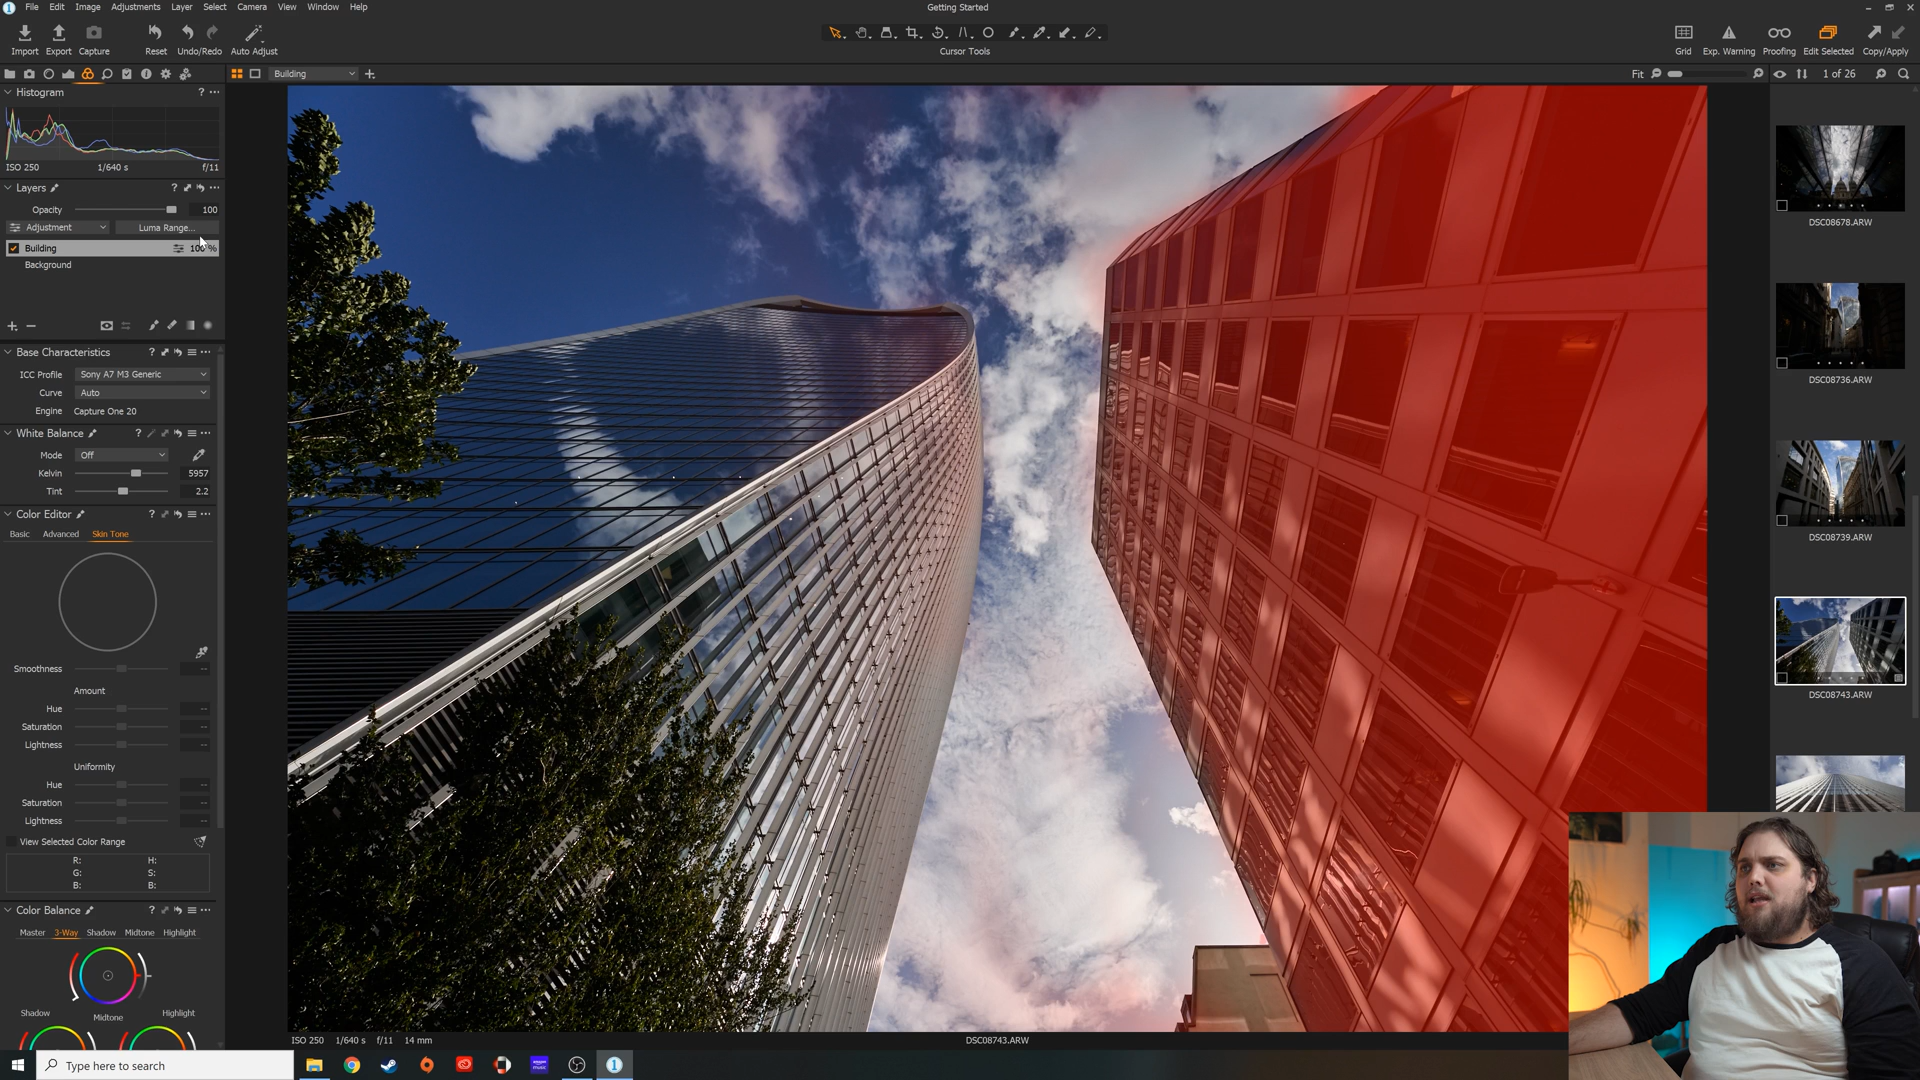 File Edit Image Adjustments Layer Select Camera View Window Help
Getting Started
Import Export Capture Reset Undo/Redo Auto Adjust
Cursor Tools
Grid Exp. Warning Proofing Edit Selected Copy/Apply
Building
Fit
1 of 26
Histogram
ISO 250 1/640 s f/11
Layers
Opacity 100
Adjustment Luma Range...
Building
Background
Base Characteristics
ICC Profile Sony A7 M3 Generic
Curve Auto
Engine Capture One 20
White Balance
Mode Off
Kelvin 5957
Tint 2.2
Color Editor
Basic Advanced Skin Tone
Smoothness --
Amount
Hue --
Saturation --
Lightness --
Uniformity
Hue --
Saturation --
Lightness --
View Selected Color Range
R: H:
G: S:
B: B:
Color Balance
Master 3-Way Shadow Midtone Highlight
Shadow Midtone Highlight
DSC08678.ARW
DSC08736.ARW
DSC08739.ARW
DSC08743.ARW
ISO 250 1/640 s f/11 14 mm
DSC08743.ARW
Type here to search